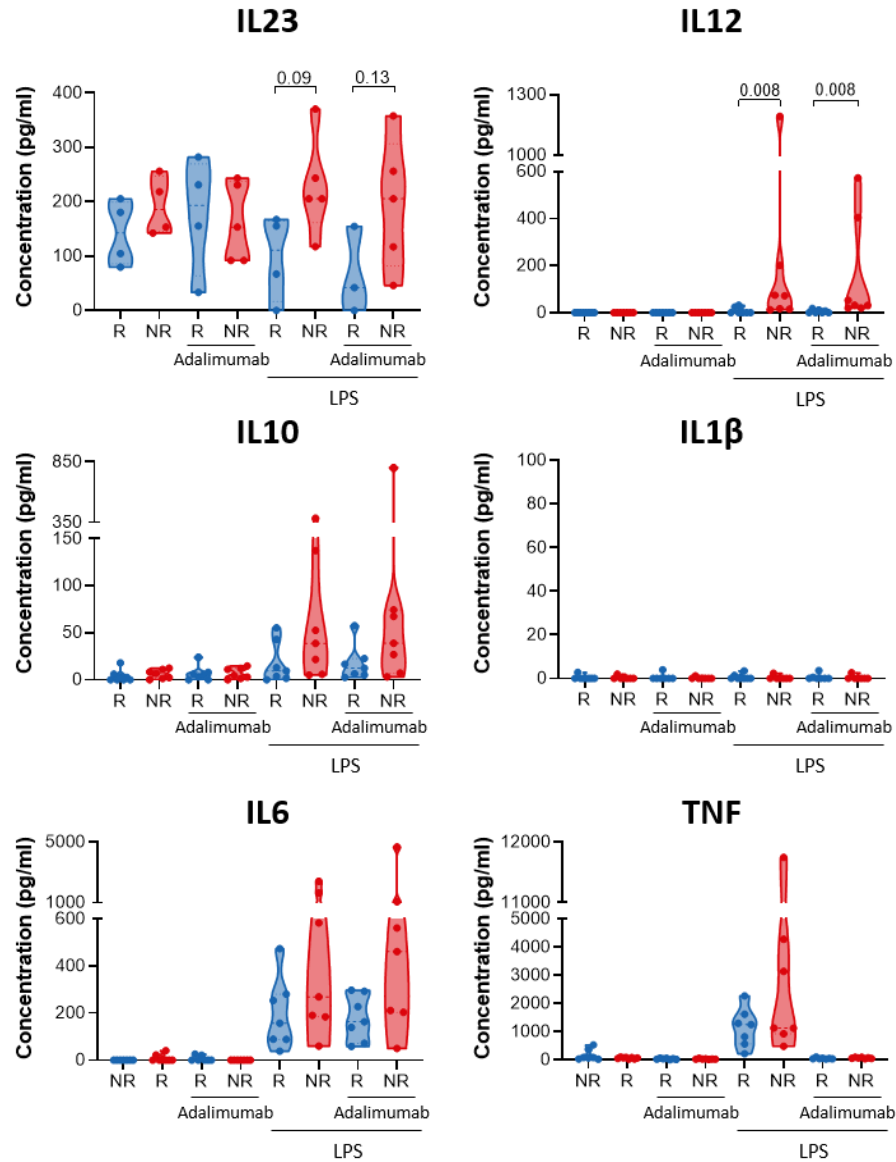 IL23
IL12
Concentration (pg/ml)
400
300
200
100
0
0.09
0.13
R NR R NR R NR R NR
Adalimumab
Adalimumab
LPS
Concentration (pg/ml)
1300
1000
600
400
200
0
0.008
0.008
R NR R NR R NR R NR
Adalimumab
Adalimumab
LPS
IL10
IL1β
Concentration (pg/ml)
850
350
150
100
50
0
R NR R NR R NR R NR
Adalimumab
Adalimumab
LPS
Concentration (pg/ml)
100
80
60
40
20
0
R NR R NR R NR R NR
Adalimumab
Adalimumab
LPS
IL6
TNF
Concentration (pg/ml)
5000
1000
600
400
200
0
NR R R NR R NR R NR
Adalimumab
Adalimumab
LPS
Concentration (pg/ml)
12000
11000
5000
4000
3000
2000
1000
0
NR R R NR R NR R NR
Adalimumab
Adalimumab
LPS